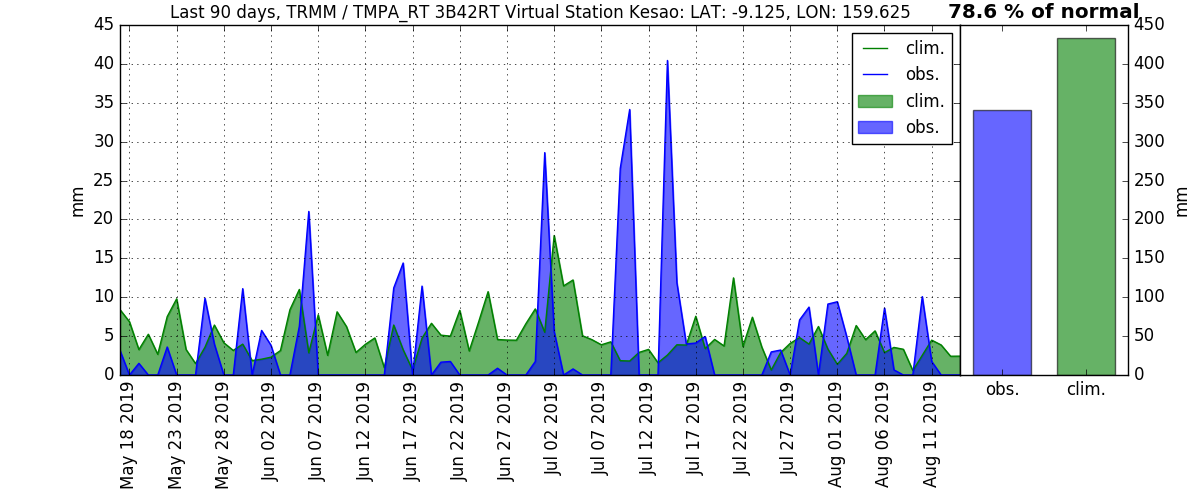 Last 90 days, TRMM / TMPA_RT 3B42RT Virtual Station Kesao: LAT: -9.125, LON: 159.625
78.6 % of normal
45
40
35
30
25
20
15
10
5
0
mm
clim.
obs.
clim.
obs.
May 18 2019
May 23 2019
May 28 2019
Jun 02 2019
Jun 07 2019
Jun 12 2019
Jun 17 2019
Jun 22 2019
Jun 27 2019
Jul 02 2019
Jul 07 2019
Jul 12 2019
Jul 17 2019
Jul 22 2019
Jul 27 2019
Aug 01 2019
Aug 06 2019
Aug 11 2019
450
400
350
300
250
200
150
100
50
0
mm
obs.
clim.